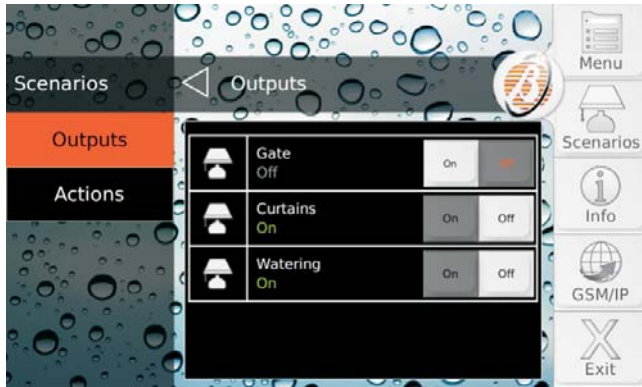 Scenarios
Outputs
Outputs
Actions
Gate
Off
On
Curtains
On
On
Off
Watering
On
On
Off
Menu
Scenarios
Info
GSM/IP
Exit